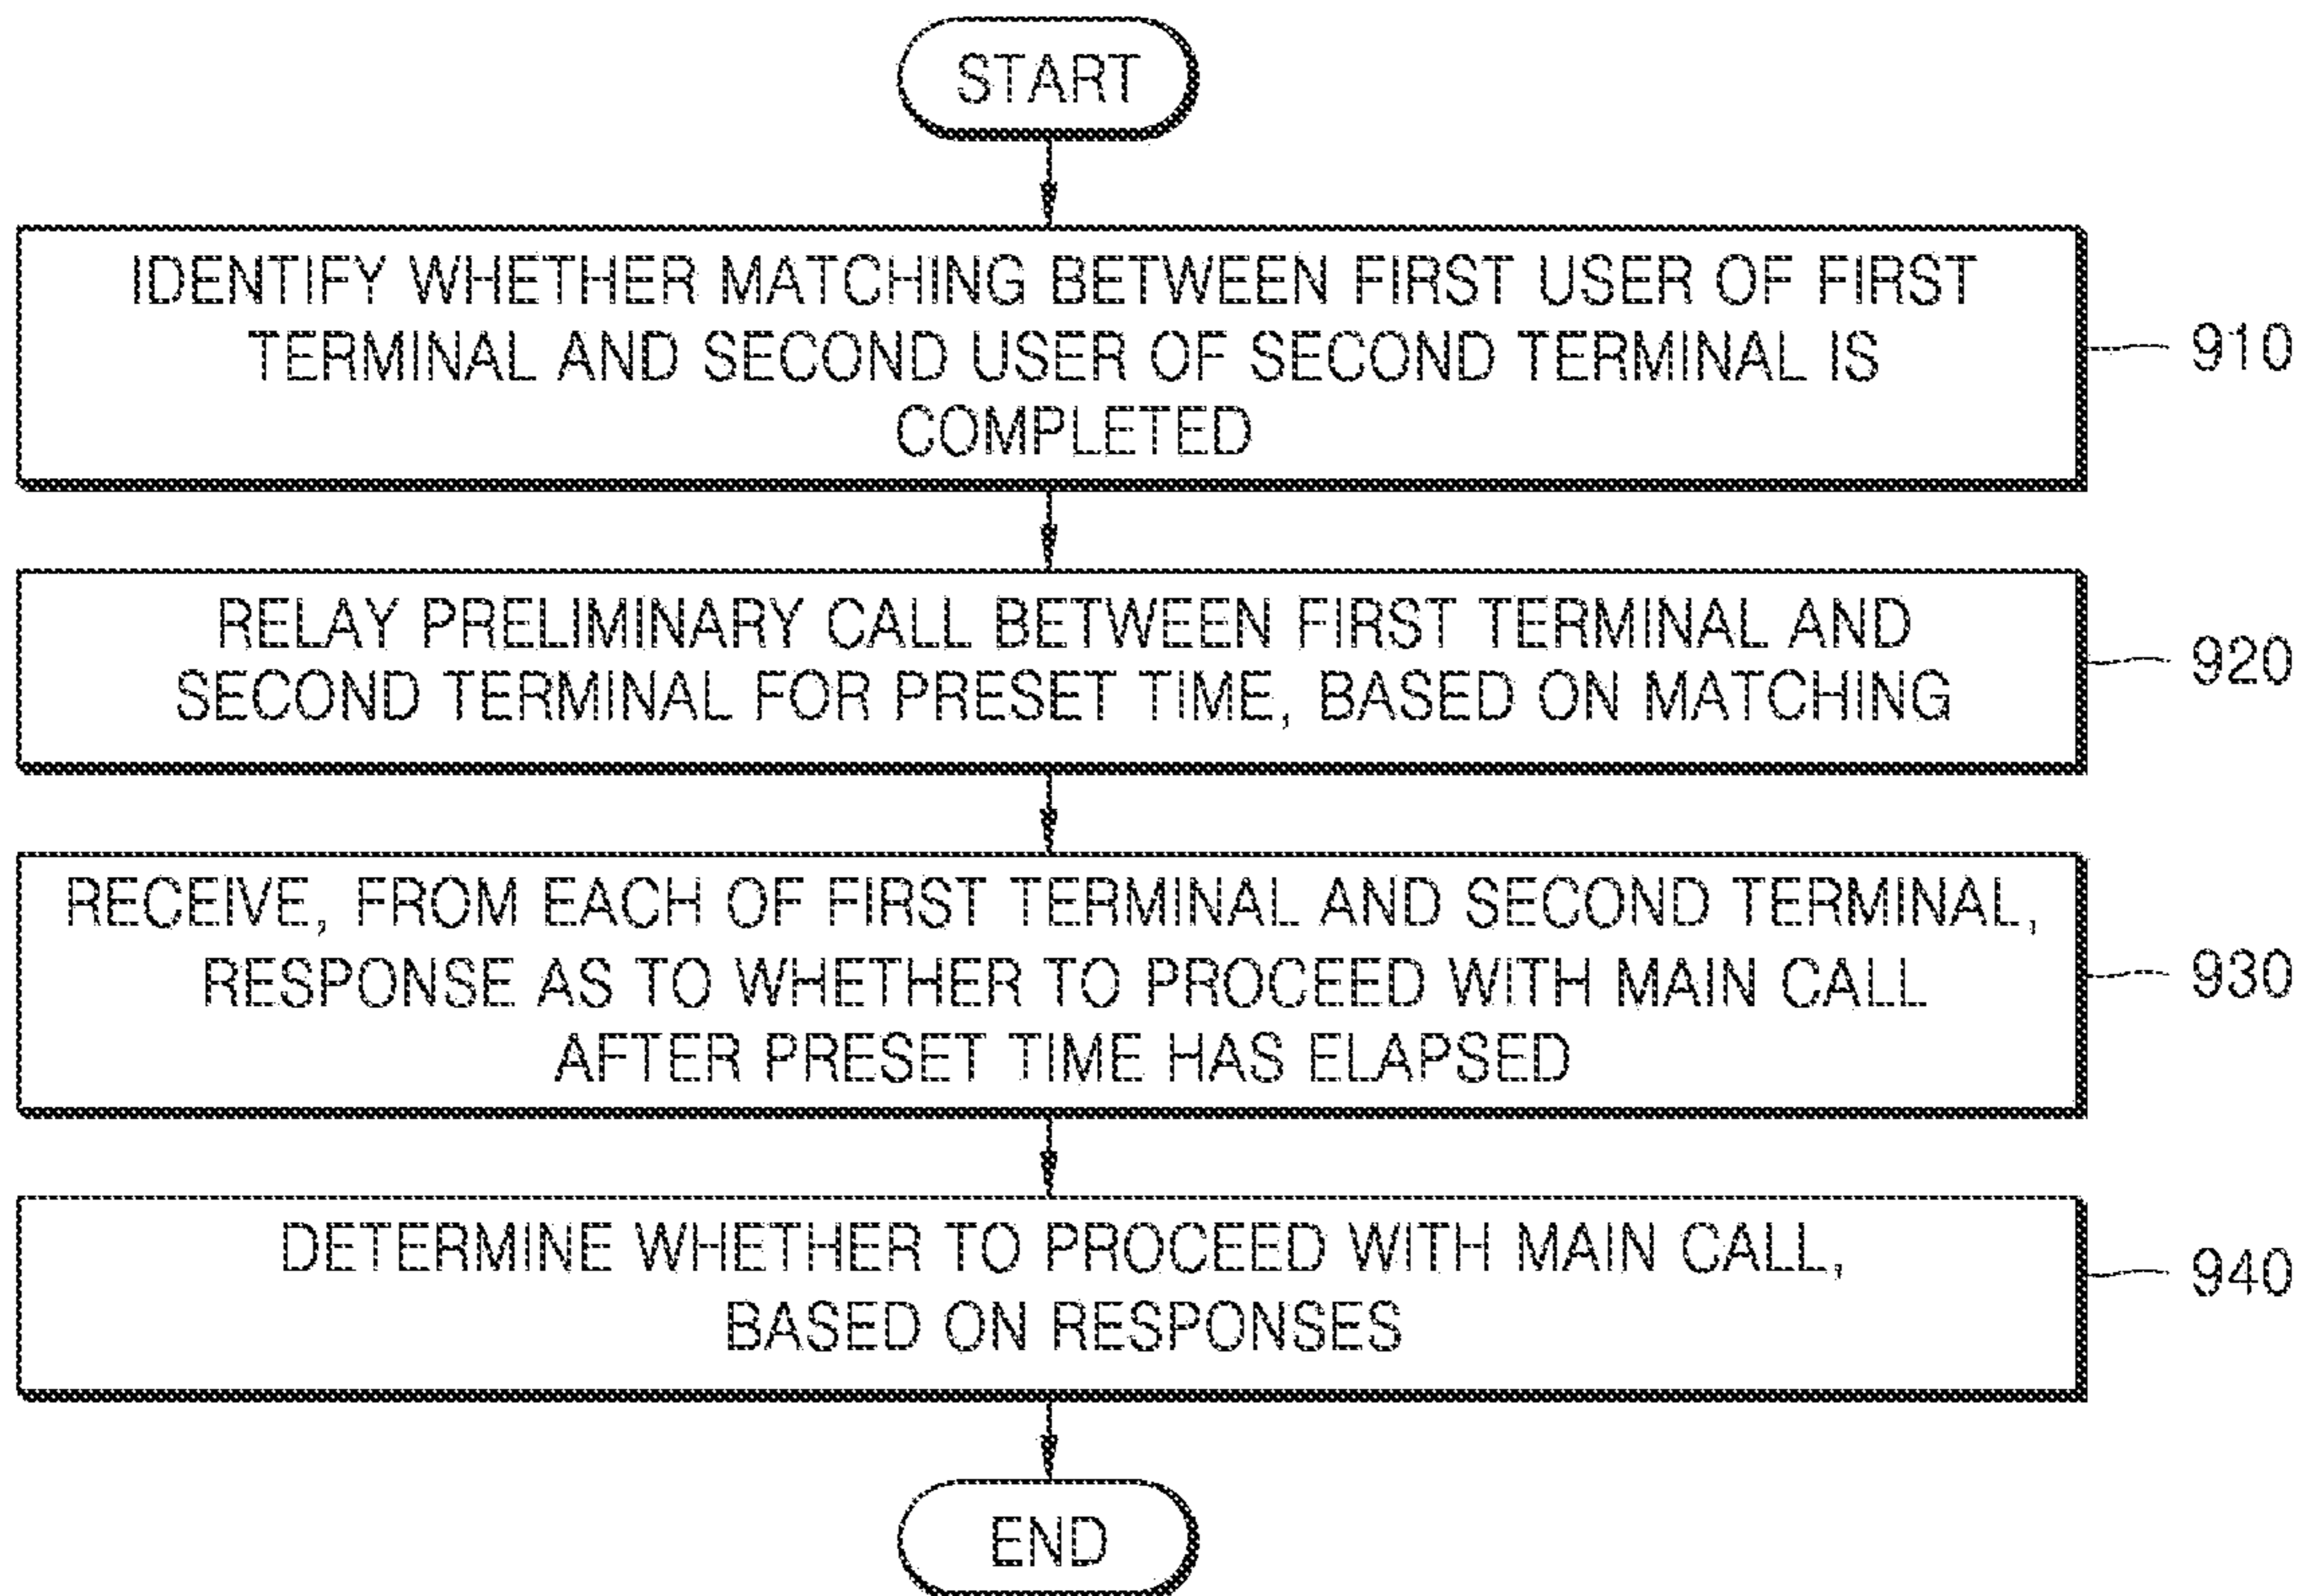 START
IDENTIFY WHETHER MATCHING BETWEEN FIRST USER OF FIRST
TERMINAL AND SECOND USER OF SECOND TERMINAL IS
COMPLETED
910
RELAY PRELIMINARY CALL BETWEEN FIRST TERMINAL AND
SECOND TERMINAL FOR PRESET TIME, BASED ON MATCHING
920
RECEIVE, FROM EACH OF FIRST TERMINAL AND SECOND TERMINAL,
RESPONSE AS TO WHETHER TO PROCEED WITH MAIN CALL
AFTER PRESET TIME HAS ELAPSED
930
DETERMINE WHETHER TO PROCEED WITH MAIN CALL,
BASED ON RESPONSES
940
END